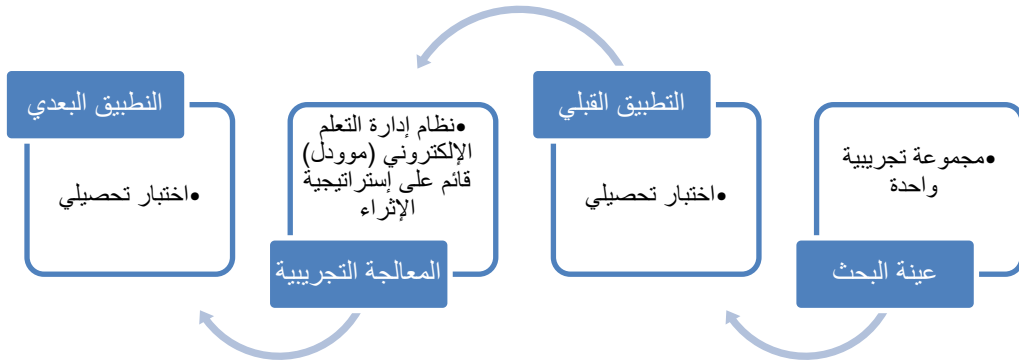 •مجموعة تجريبية
واحدة
عينة البحث
التطبيق القبلي
•اختبار تحصيلي
•نظام إدارة التعلم
الإلكتروني (موودل)
قائم على إستراتيجية
الإثراء
المعالجة التجريبية
التطبيق البعدي
•اختبار تحصيلي